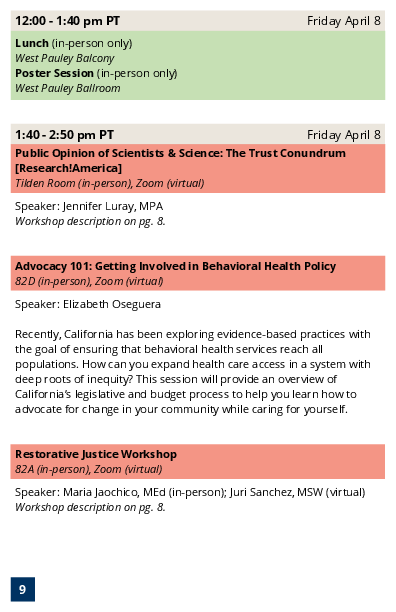 12:00 - 1:40 pm PT Friday April 8
Lunch (in-person only)
West Pauley Balcony
Poster Session (in-person only)
West Pauley Ballroom
1:40 - 2:50 pm PT Friday April 8
Public Opinion of Scientists & Science: The Trust Conundrum
[Research!America]
Tilden Room (in-person), Zoom (virtual)
Speaker: Jennifer Luray, MPA
Workshop description on pg. 8.
Advocacy 101: Getting Involved in Behavioral Health Policy
82D (in-person), Zoom (virtual)
Speaker: Elizabeth Oseguera
Recently, California has been exploring evidence-based practices with
the goal of ensuring that behavioral health services reach all
populations. How can you expand health care access in a system with
deep roots of inequity? This session will provide an overview of
California's legislative and budget process to help you learn how to
advocate for change in your community while caring for yourself.
Restorative Justice Workshop
82A (in-person), Zoom (virtual)
Speaker: Maria Jaochico, MEd (in-person); Juri Sanchez, MSW (virtual)
Workshop description on pg. 8.
9